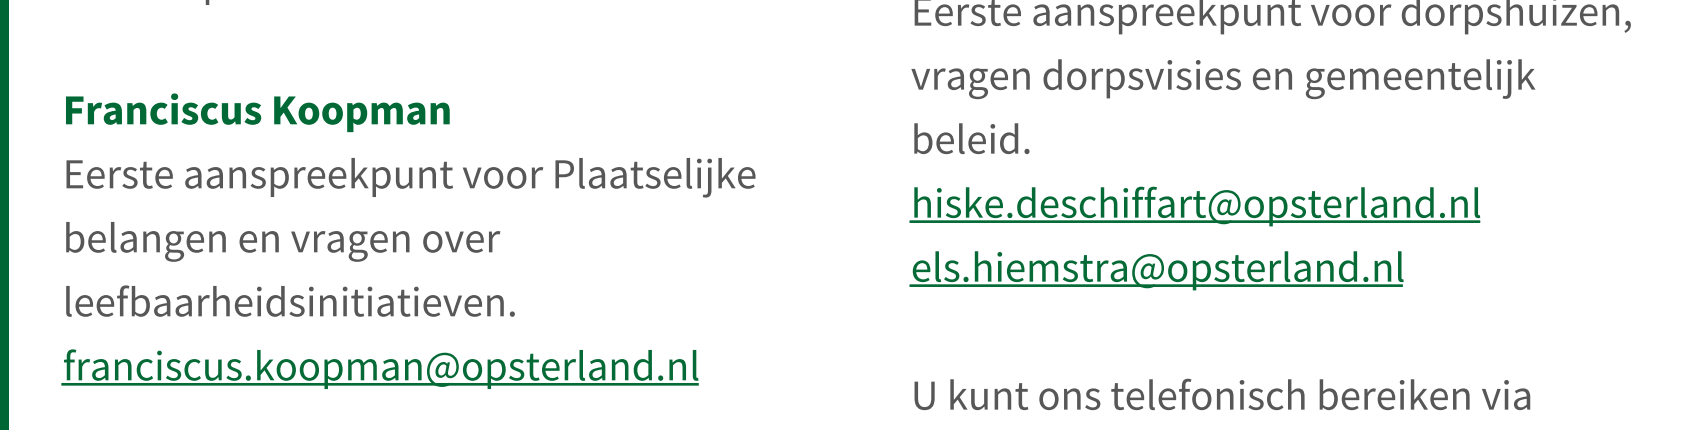 Franciscus Koopman
Eerste aanspreekpunt voor Plaatselijke
belangen en vragen over
leefbaarheidsinitiatieven.
franciscus.koopman@opsterland.nl
Eerste aanspreekpunt voor dorpshuizen,
vragen dorpsvisies en gemeentelijk
beleid.
hiske.deschiffart@opsterland.nl
els.hiemstra@opsterland.nl
U kunt ons telefonisch bereiken via